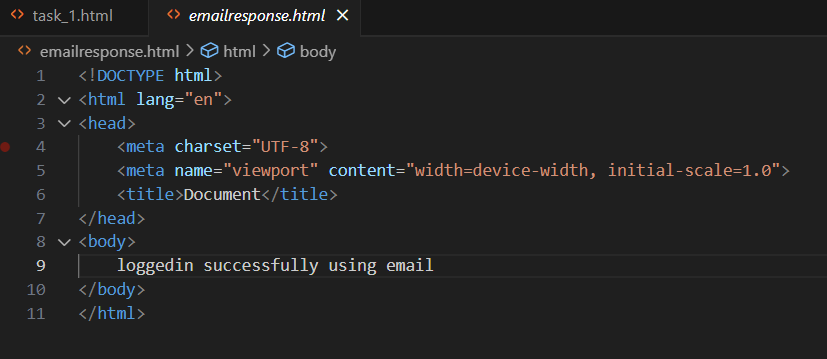 task_1.html
emailresponse.html
emailresponse.html > html > body
1 <!DOCTYPE html>
2 <html lang="en">
3 <head>
4 <meta charset="UTF-8">
5 <meta name="viewport" content="width=device-width, initial-scale=1.0">
6 <title>Document</title>
7 </head>
8 <body>
9 loggedin successfully using email
10 </body>
11 </html>